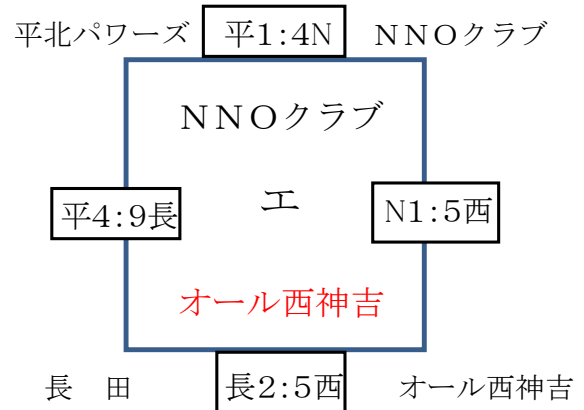 平北パワーズ 平1:4N ＮＮＯクラブ
ＮＮＯクラブ
平4:9長 エ N1:5西
オール西神吉
長　田 長2:5西 オール西神吉